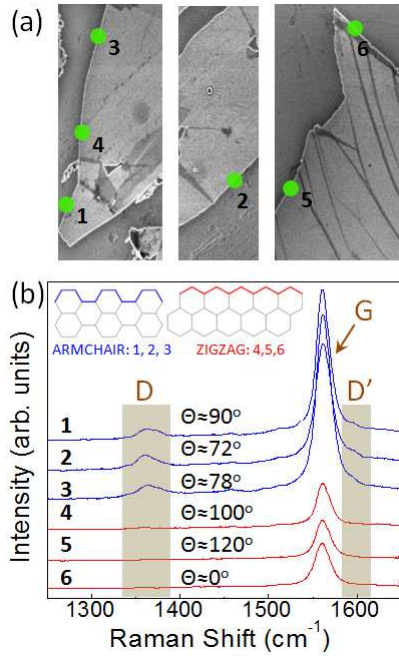 (a)
3
4
1
2
6
5
(b)
ARMCHAIR: 1, 2, 3
ZIGZAG: 4,5,6
G
D
D'
1 Θ≈90°
2 Θ≈72°
3 Θ≈78°
4 Θ≈100°
5 Θ≈120°
6 Θ≈0°
Intensity (arb. units)
1300 1400 1500 1600
Raman Shift (cm⁻¹)